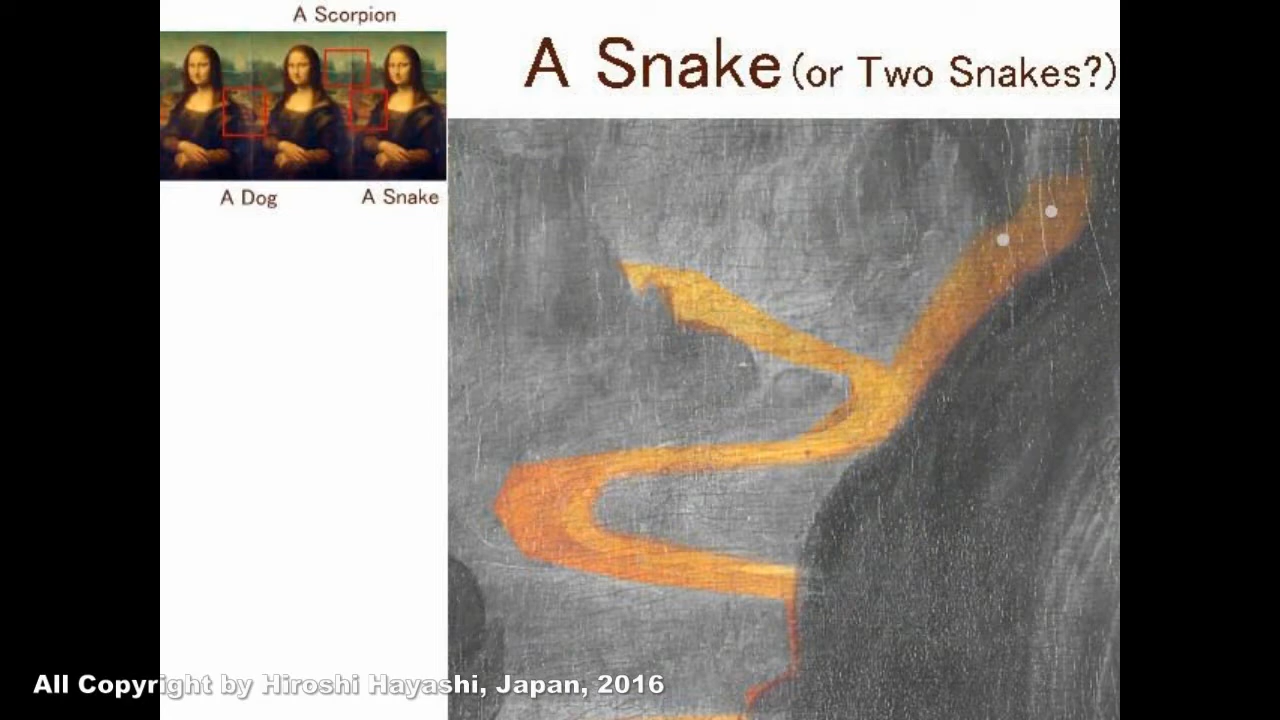 A Scorpion
A Snake (or Two Snakes?)
A Dog
A Snake
All Copyright by Hiroshi Hayashi, Japan, 2016